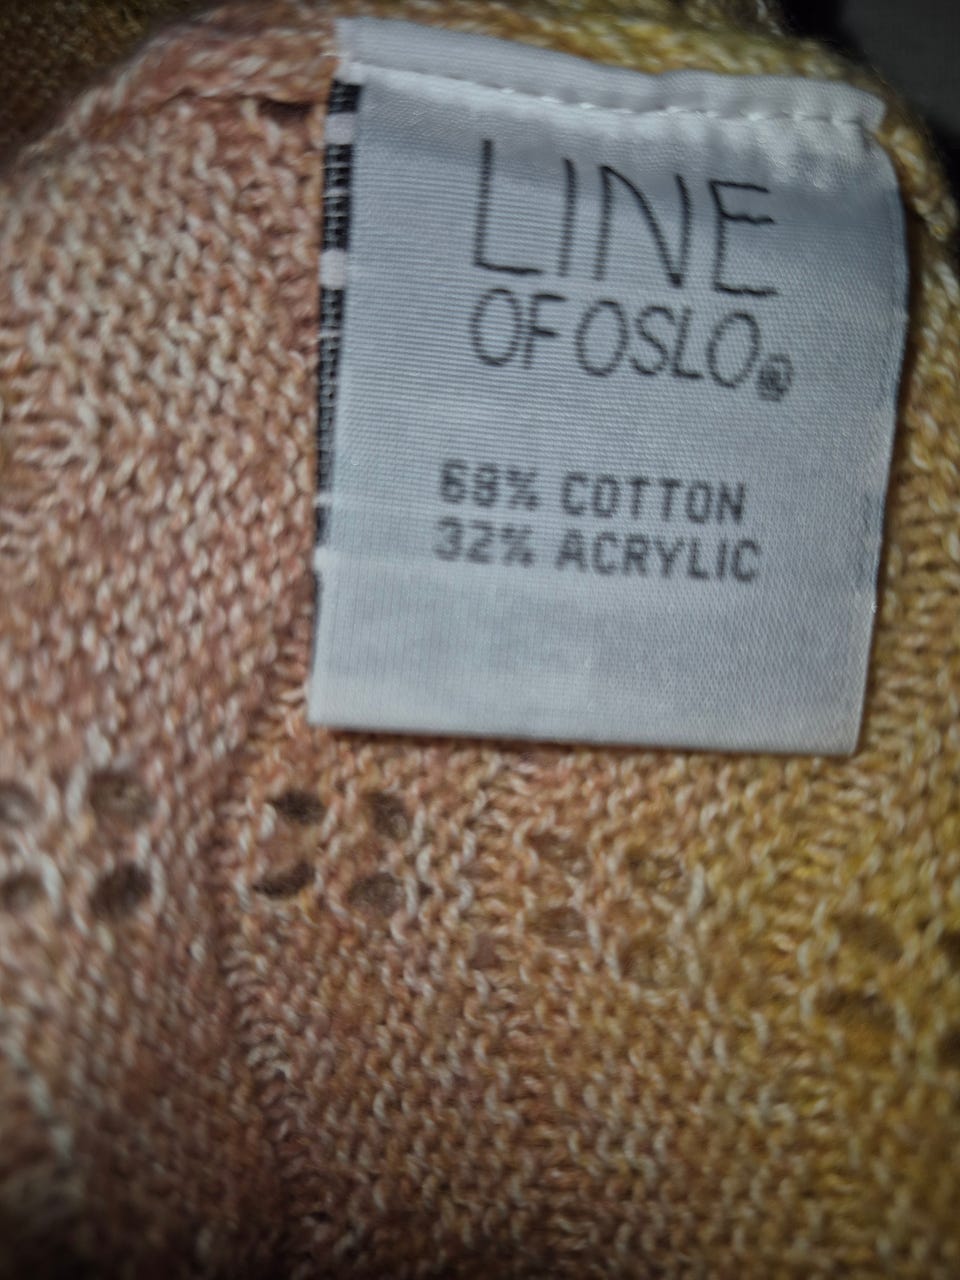 LINE
OF OSLO®
68% COTTON
32% ACRYLIC